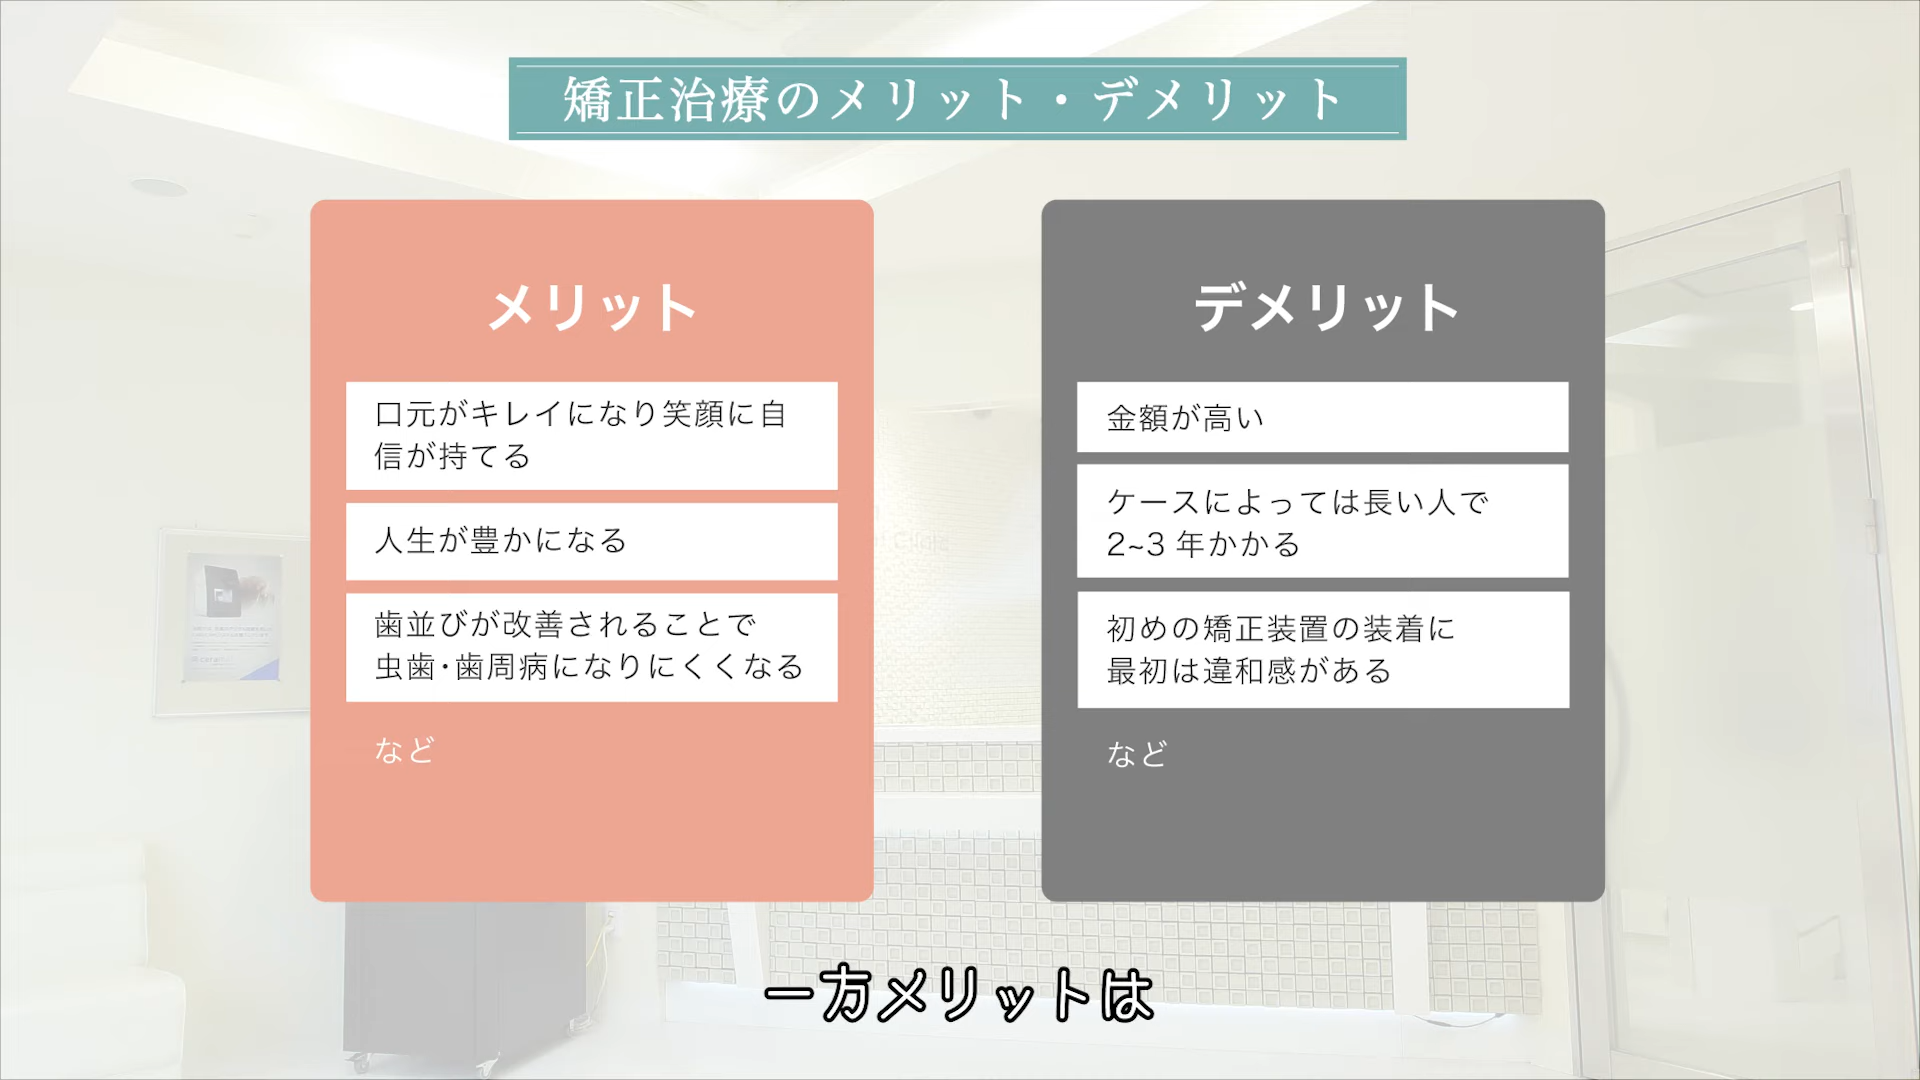 矯正治療のメリット・デメリット
メリット
口元がキレイになり笑顔に自
信が持てる
人生が豊かになる
歯並びが改善されることで
虫歯・歯周病になりにくくなる
など
デメリット
金額が高い
ケースによっては長い人で
2~3 年かかる
初めの矯正装置の装着に
最初は違和感がある
など
一方メリットは